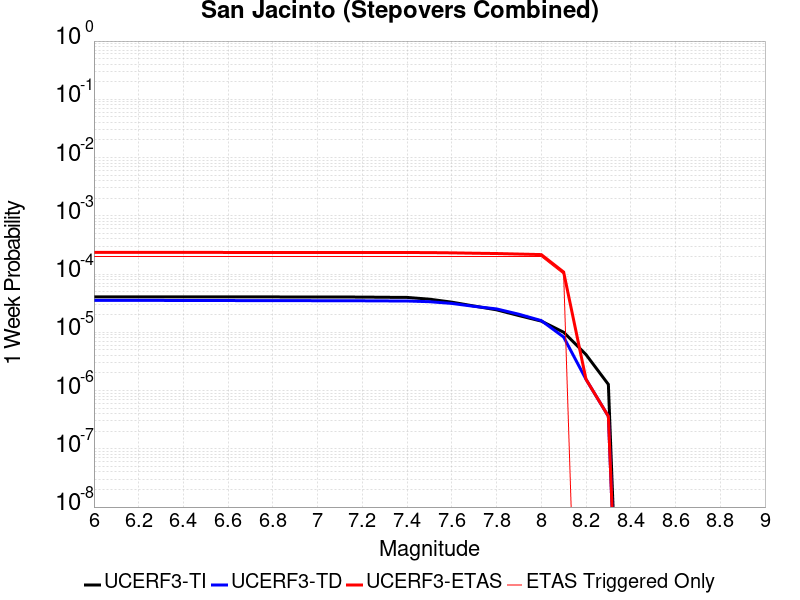 San Jacinto (Stepovers Combined)
10^0
10^-1
10^-2
10^-3
10^-4
10^-5
10^-6
10^-7
10^-8
1 Week Probability
6 6.2 6.4 6.6 6.8 7 7.2 7.4 7.6 7.8 8 8.2 8.4 8.6 8.8 9
Magnitude
UCERF3-TI UCERF3-TD UCERF3-ETAS ETAS Triggered Only